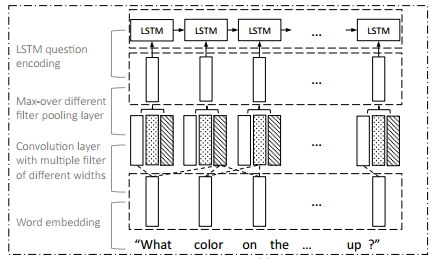 LSTM LSTM LSTM LSTM ... LSTM
LSTM question
encoding
...
Max-over different
filter pooling layer
Convolution layer
with multiple filter
of different widths
...
Word embedding
...
"What color on the ... up ?"